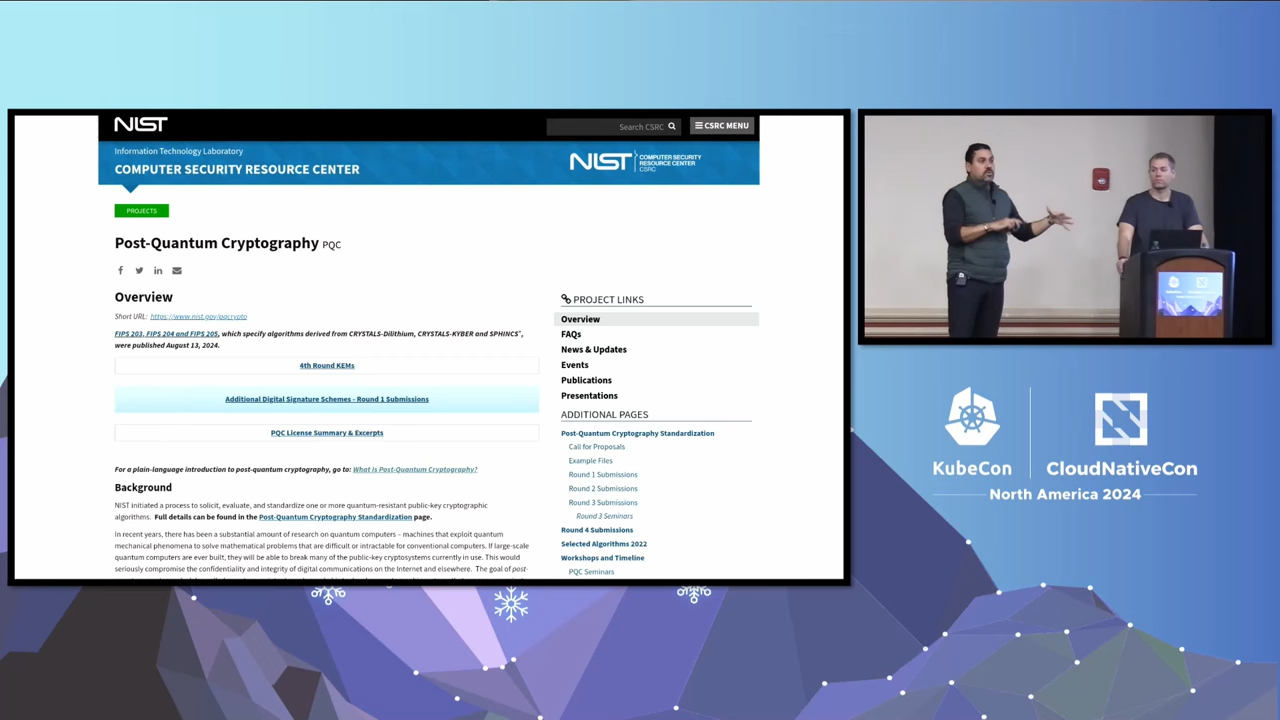 NIST
Search CSRC
CSRC MENU
Information Technology Laboratory
COMPUTER SECURITY RESOURCE CENTER
NIST
COMPUTER SECURITY
RESOURCE CENTER
CSRC
PROJECTS
Post-Quantum Cryptography PQC
Overview
Short URL: https://www.nist.gov/pqcrypto
FIPS 203, FIPS 204 and FIPS 205, which specify algorithms derived from CRYSTALS-Dilithium, CRYSTALS-KYBER and SPHINCS+,
were published August 13, 2024.
4th Round KEMs
Additional Digital Signature Schemes - Round 1 Submissions
PQC License Summary & Excerpts
For a plain-language introduction to post-quantum cryptography, go to: What Is Post-Quantum Cryptography?
Background
NIST initiated a process to solicit, evaluate, and standardize one or more quantum-resistant public-key cryptographic
algorithms. Full details can be found in the Post-Quantum Cryptography Standardization page.
In recent years, there has been a substantial amount of research on quantum computers – machines that exploit quantum
mechanical phenomena to solve mathematical problems that are difficult or intractable for conventional computers. If large-scale
quantum computers are ever built, they will be able to break many of the public-key cryptosystems currently in use. This would
seriously compromise the confidentiality and integrity of digital communications on the Internet and elsewhere. The goal of post-
PROJECT LINKS
Overview
FAQs
News & Updates
Events
Publications
Presentations
ADDITIONAL PAGES
Post-Quantum Cryptography Standardization
Call for Proposals
Example Files
Round 1 Submissions
Round 2 Submissions
Round 3 Submissions
Round 3 Seminars
Round 4 Submissions
Selected Algorithms 2022
Workshops and Timeline
PQC Seminars
KubeCon
CloudNativeCon
North America 2024